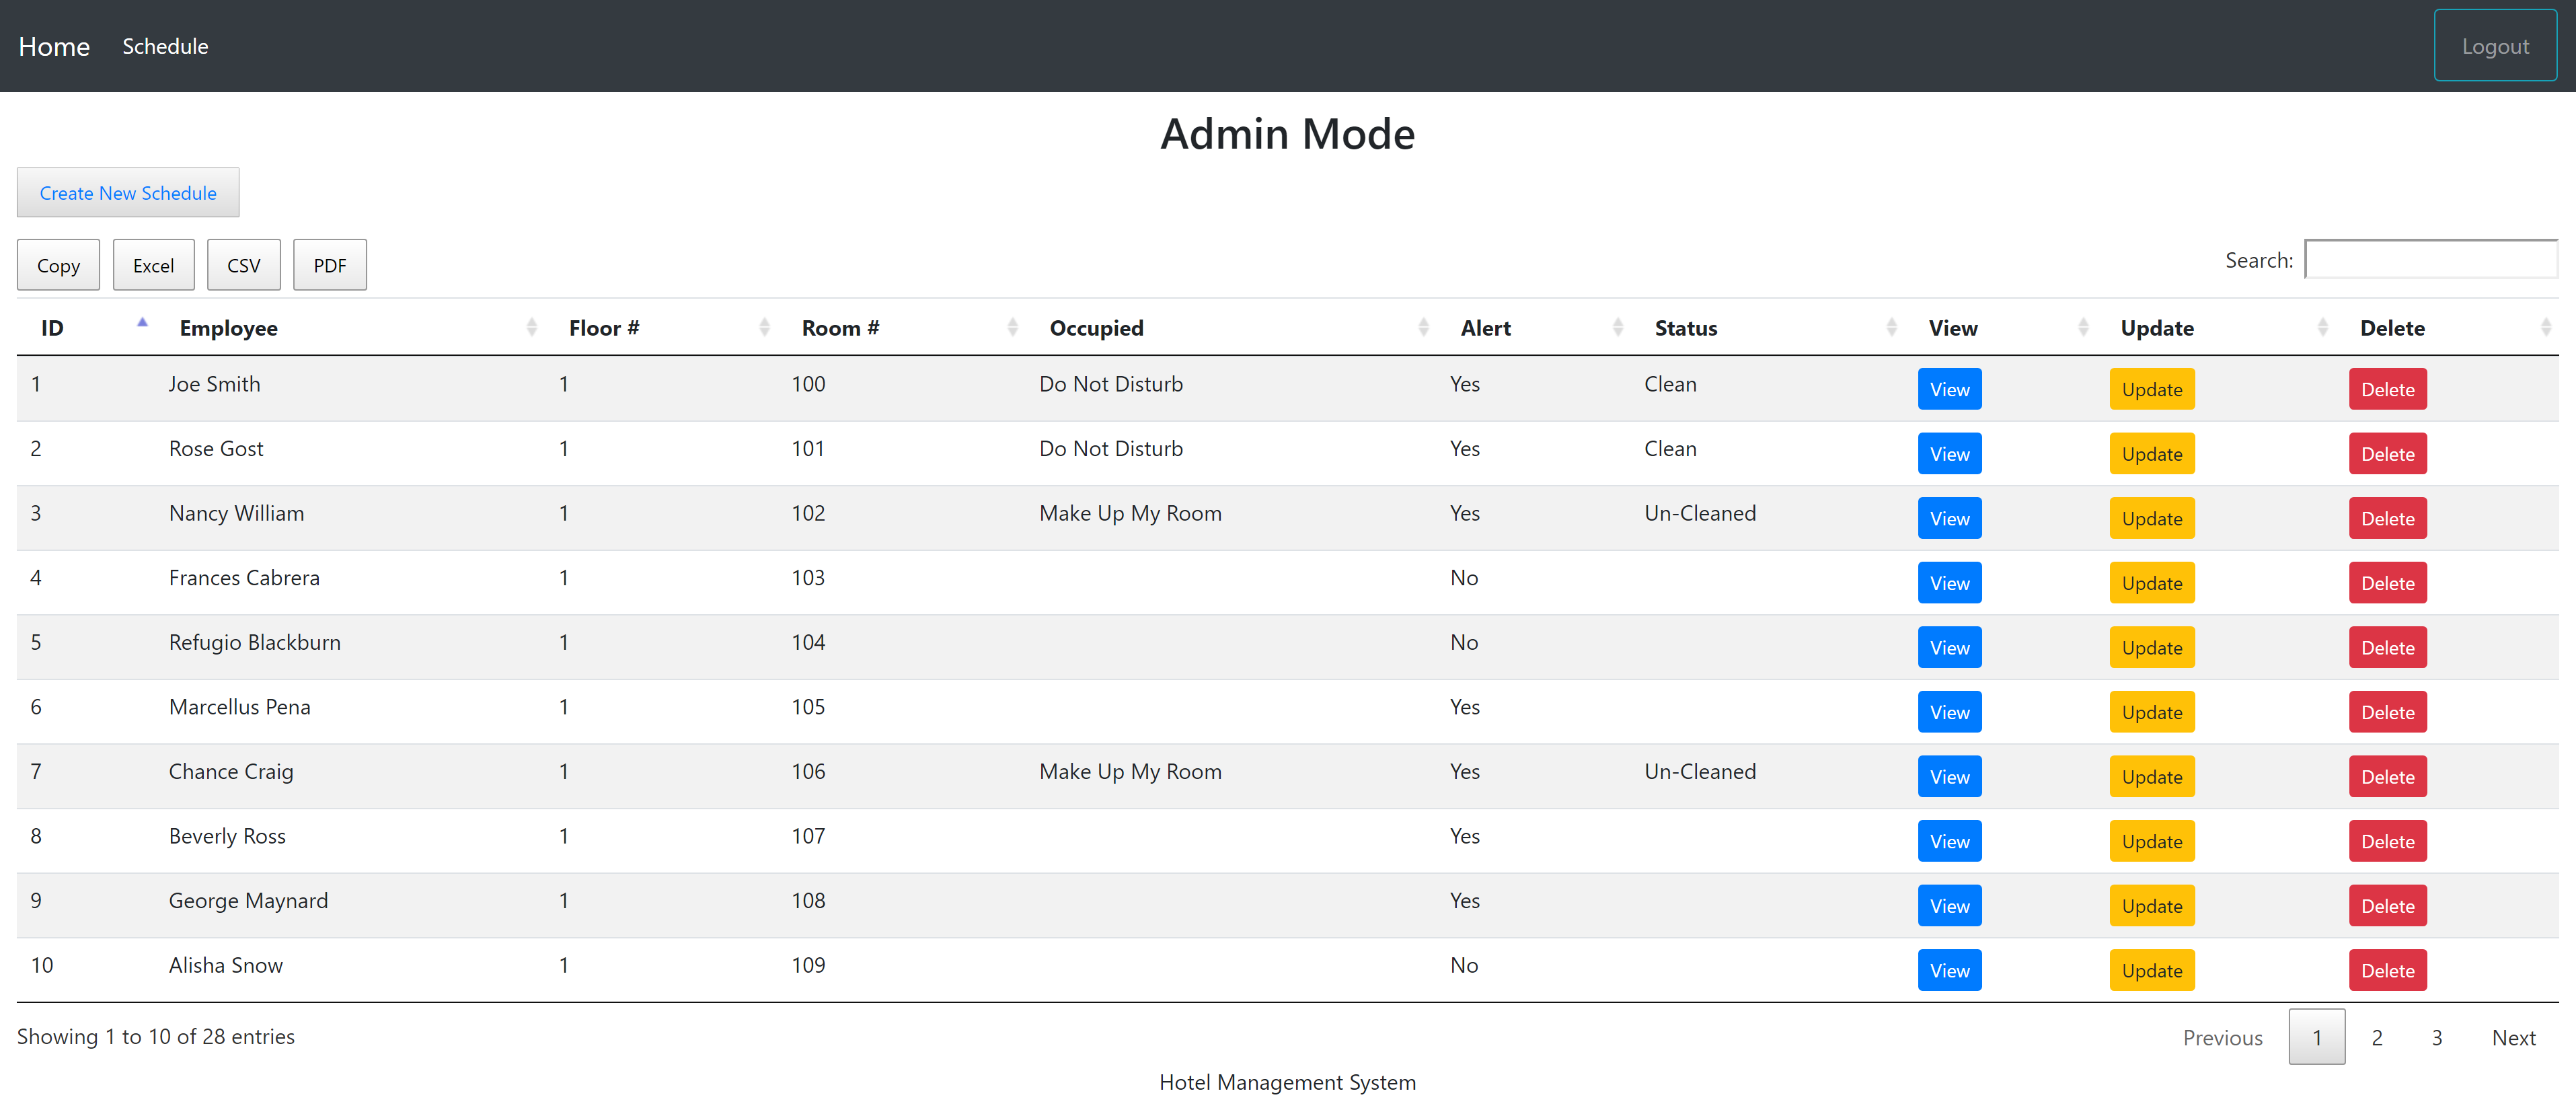 Home Schedule Logout
Admin Mode
Create New Schedule
Copy Excel CSV PDF Search:
ID Employee Floor # Room # Occupied Alert Status View Update Delete
1 Joe Smith 1 100 Do Not Disturb Yes Clean View Update Delete
2 Rose Gost 1 101 Do Not Disturb Yes Clean View Update Delete
3 Nancy William 1 102 Make Up My Room Yes Un-Cleaned View Update Delete
4 Frances Cabrera 1 103 No View Update Delete
5 Refugio Blackburn 1 104 No View Update Delete
6 Marcellus Pena 1 105 Yes View Update Delete
7 Chance Craig 1 106 Make Up My Room Yes Un-Cleaned View Update Delete
8 Beverly Ross 1 107 Yes View Update Delete
9 George Maynard 1 108 Yes View Update Delete
10 Alisha Snow 1 109 No View Update Delete
Showing 1 to 10 of 28 entries Previous 1 2 3 Next
Hotel Management System